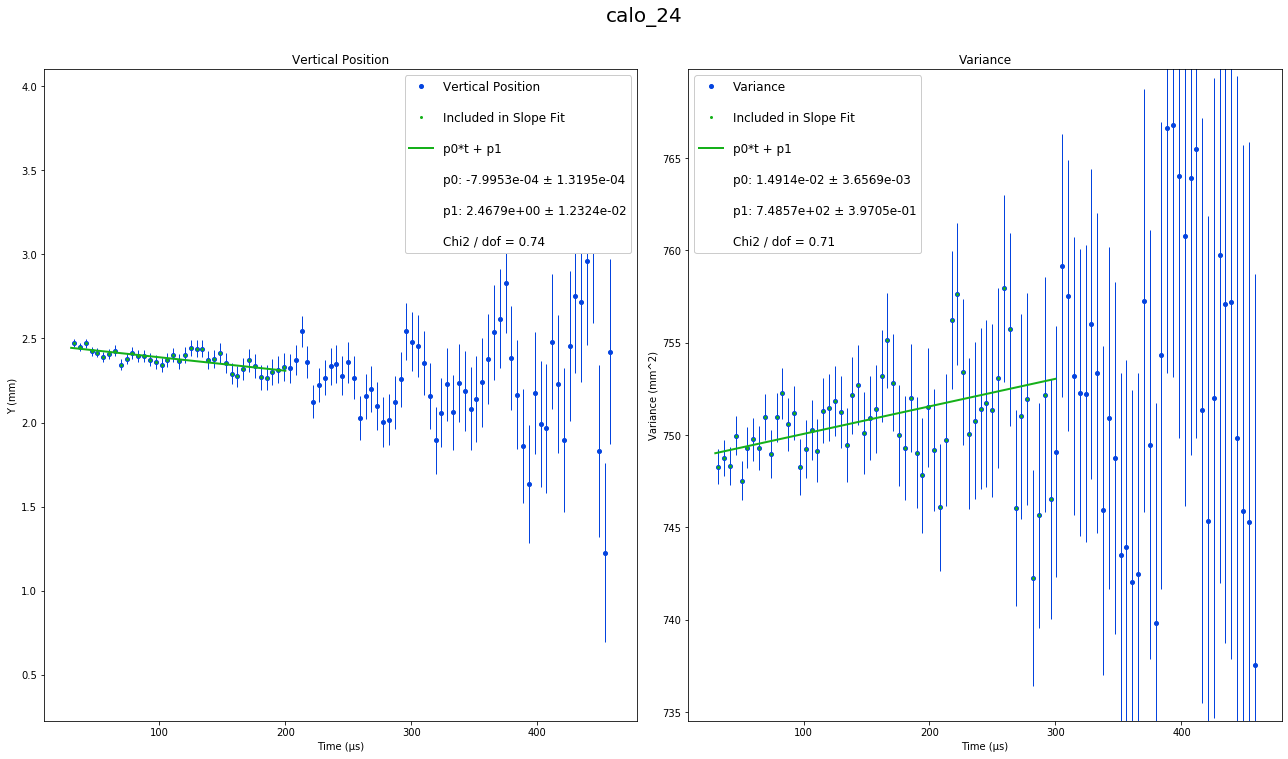 calo_24
Vertical Position
Vertical Position
Included in Slope Fit
p0*t + p1
p0: -7.9953e-04 ± 1.3195e-04
p1: 2.4679e+00 ± 1.2324e-02
Chi2 / dof = 0.74
4.0
3.5
3.0
2.5
2.0
1.5
1.0
0.5
Y (mm)
100
200
300
400
Time (μs)
Variance
Variance
Included in Slope Fit
p0*t + p1
p0: 1.4914e-02 ± 3.6569e-03
p1: 7.4857e+02 ± 3.9705e-01
Chi2 / dof = 0.71
765
760
755
750
745
740
735
Variance (mm^2)
100
200
300
400
Time (μs)